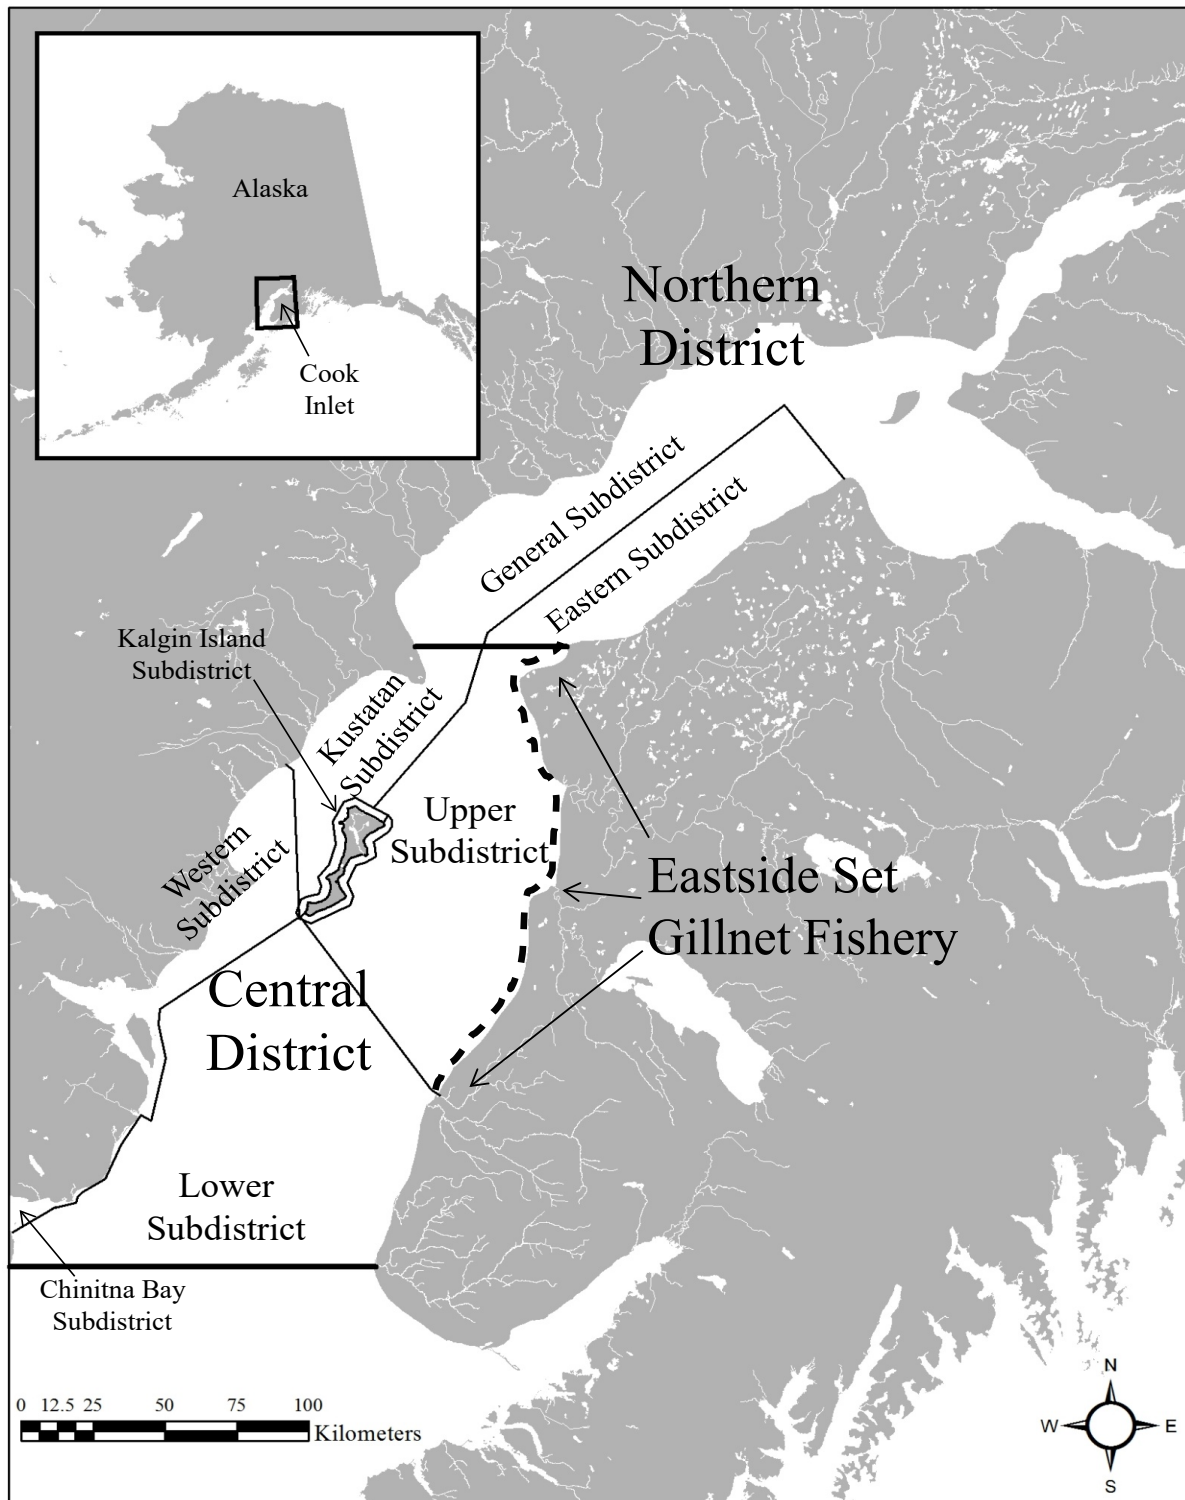 Alaska
Cook
Inlet
Northern
District
General Subdistrict
Eastern Subdistrict
Kalgin Island
Subdistrict
Kustatan
Subdistrict
Upper
Subdistrict
Western
Subdistrict
Eastside Set
Gillnet Fishery
Central
District
Lower
Subdistrict
Chinitna Bay
Subdistrict
0 12.5 25 50 75 100
Kilometers
N
W E
S